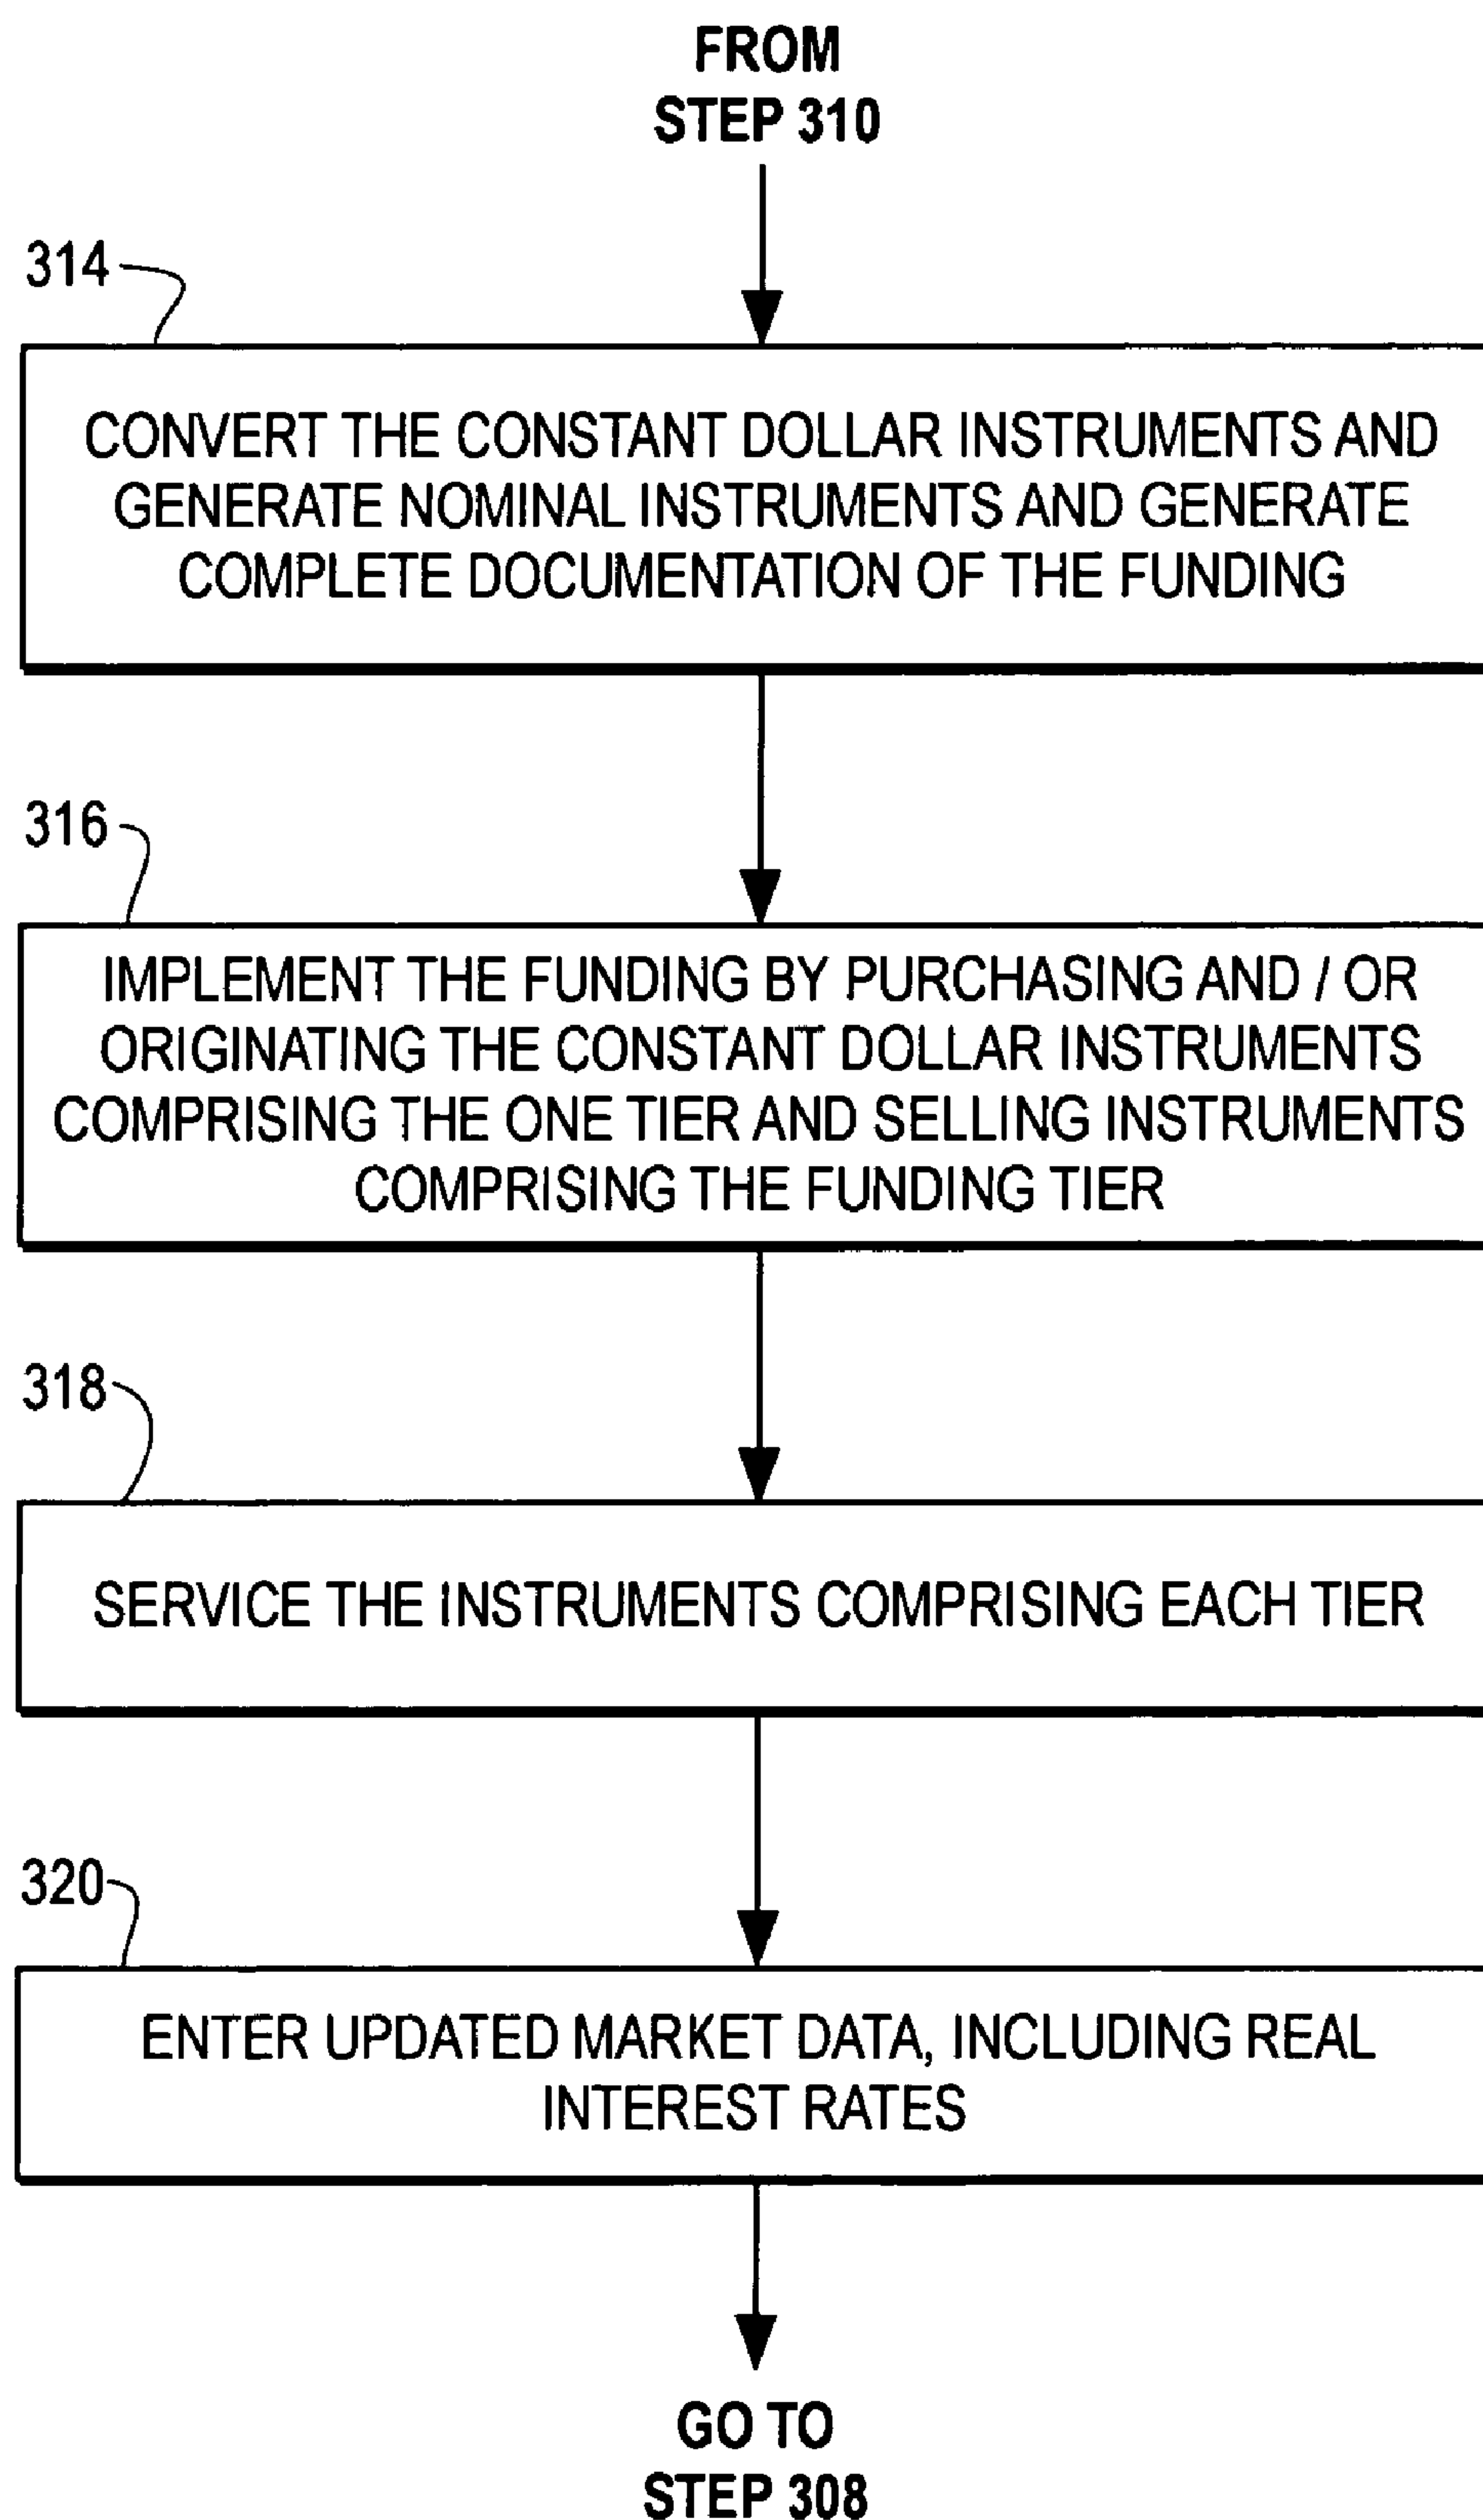 FROM
STEP 310
314
CONVERT THE CONSTANT DOLLAR INSTRUMENTS AND
GENERATE NOMINAL INSTRUMENTS AND GENERATE
COMPLETE DOCUMENTATION OF THE FUNDING
316
IMPLEMENT THE FUNDING BY PURCHASING AND / OR
ORIGINATING THE CONSTANT DOLLAR INSTRUMENTS
COMPRISING THE ONE TIER AND SELLING INSTRUMENTS
COMPRISING THE FUNDING TIER
318
SERVICE THE INSTRUMENTS COMPRISING EACH TIER
320
ENTER UPDATED MARKET DATA, INCLUDING REAL
INTEREST RATES
GO TO
STEP 308